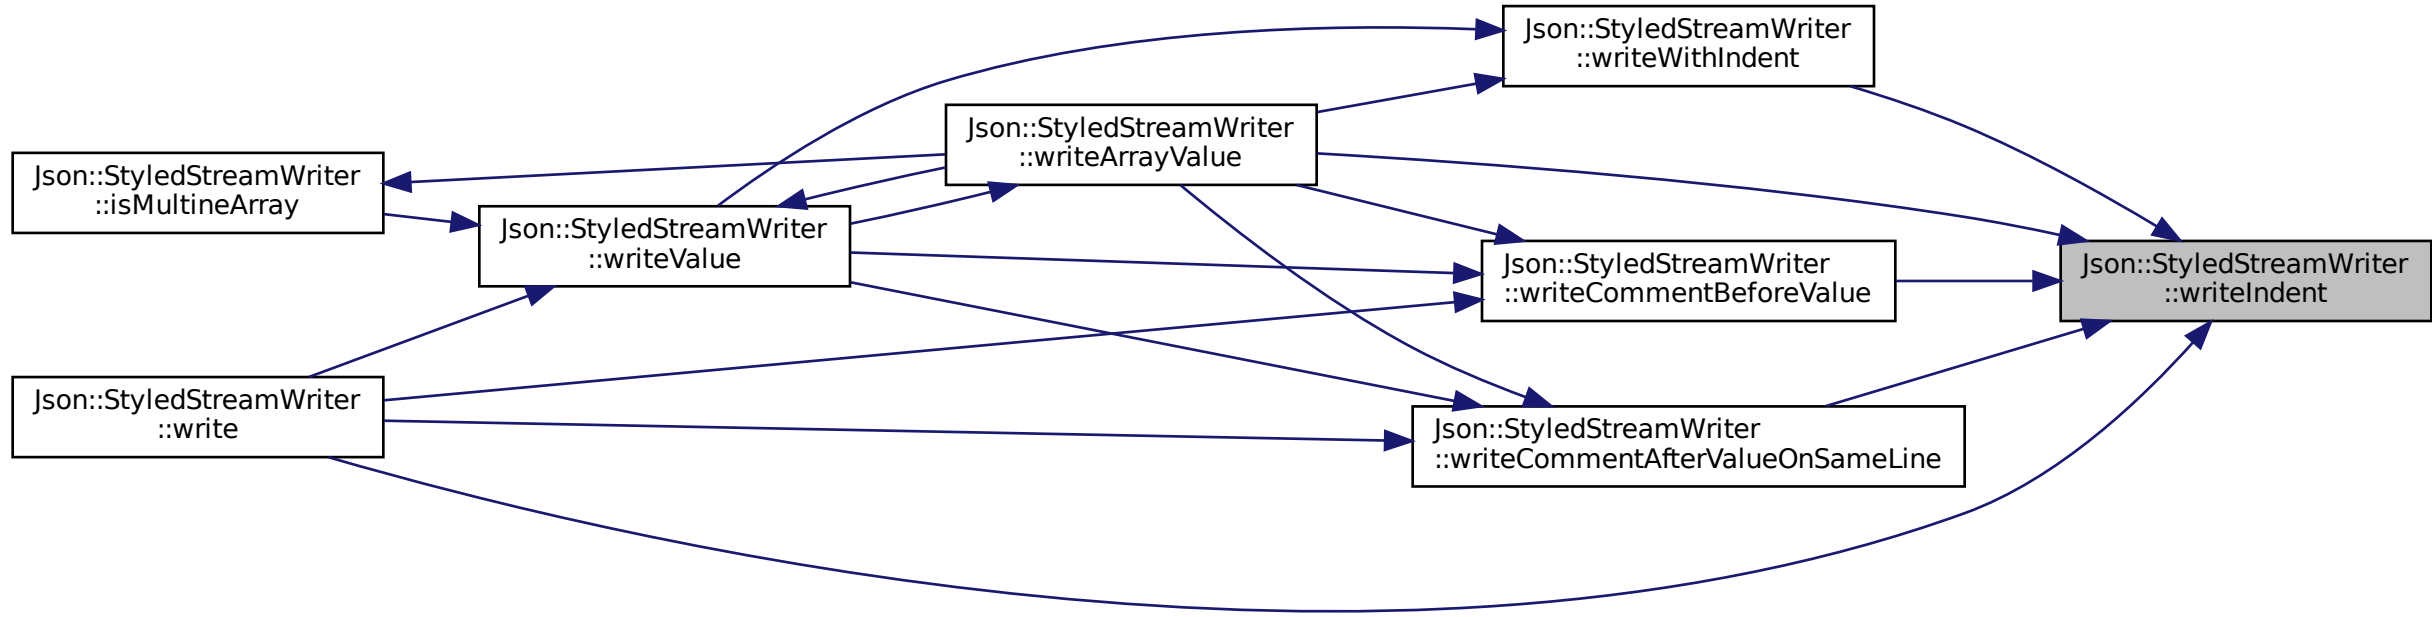 Json::StyledStreamWriter
::writeWithIndent
Json::StyledStreamWriter
::writeArrayValue
Json::StyledStreamWriter
::isMultineArray
Json::StyledStreamWriter
::writeValue
Json::StyledStreamWriter
::writeCommentBeforeValue
Json::StyledStreamWriter
::writeIndent
Json::StyledStreamWriter
::write
Json::StyledStreamWriter
::writeCommentAfterValueOnSameLine